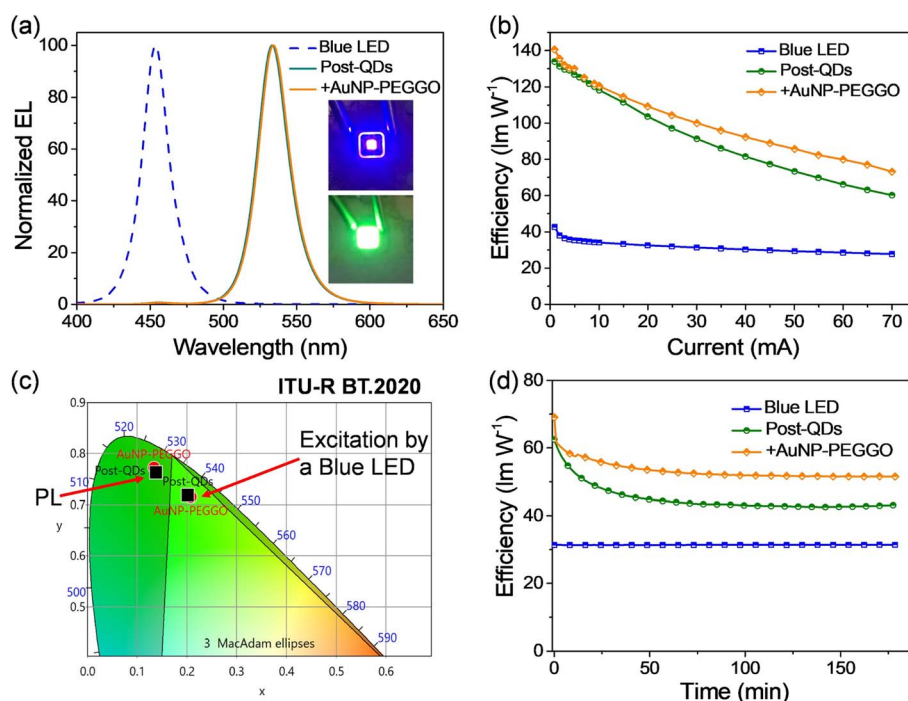 (a)
Normalized EL
100
80
60
40
20
0
400
450
500
550
600
650
Wavelength (nm)
Blue LED
Post-QDs
+AuNP-PEGGO
(b)
Efficiency (lm W⁻¹)
140
120
100
80
60
40
20
0
0
10
20
30
40
50
60
70
Current (mA)
Blue LED
Post-QDs
+AuNP-PEGGO
(c)
ITU-R BT.2020
0.9
0.8
0.7
y
0.6
0.5
0.0
0.1
0.2
0.3
0.4
0.5
0.6
x
520
530
540
510
550
560
570
500
580
590
AuNP-PEGGO
Post-QDs
Post-QDs
AuNP-PEGGO
PL
Excitation by
a Blue LED
3 MacAdam ellipses
(d)
Efficiency (lm W⁻¹)
80
60
40
20
0
0
50
100
150
Time (min)
Blue LED
Post-QDs
+AuNP-PEGGO